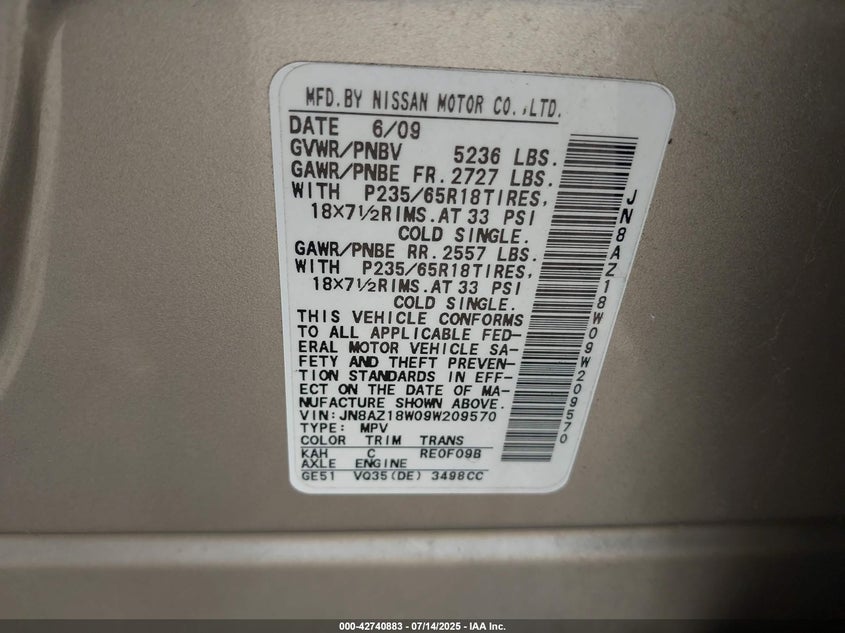 MFD.BY NISSAN MOTOR CO.,LTD.
DATE 6/09
GVWR/PNBV 5236 LBS.
GAWR/PNBE FR. 2727 LBS.
WITH P235/65R18TIRES,
18×7½RIMS.AT 33 PSI
COLD SINGLE.
GAWR/PNBE RR. 2557 LBS.
WITH P235/65R18TIRES,
18×7½RIMS.AT 33 PSI
COLD SINGLE.
THIS VEHICLE CONFORMS
TO ALL APPLICABLE FED-
ERAL MOTOR VEHICLE SA-
FETY AND THEFT PREVEN-
TION STANDARDS IN EFF-
ECT ON THE DATE OF MA-
NUFACTURE SHOWN ABOVE.
VIN:JN8AZ18W09W209570
TYPE: MPV
COLOR TRIM TRANS
KAH C RE0F09B
AXLE ENGINE
GE51 VQ35(DE) 3498CC
JN8AZ18W09W209570
000-42740883 - 07/14/2025 - IAA Inc.